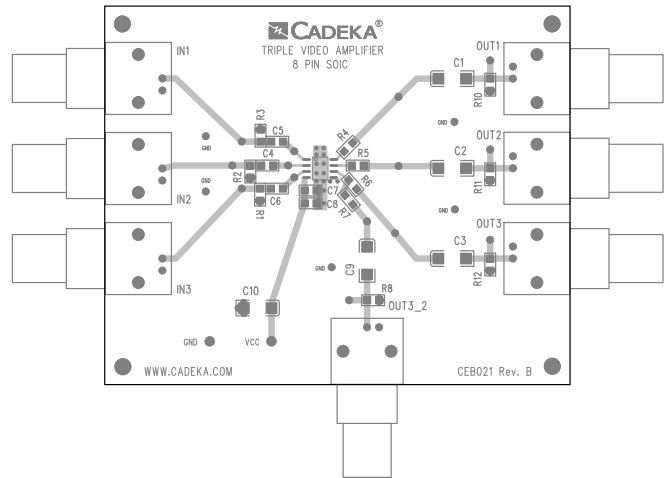 CADEKA®
TRIPLE VIDEO AMPLIFIER
8 PIN SOIC
IN1
OUT1
C1
R10
GND
R3
C5
R4
GND
OUT2
C4
R5
C2
R2
R11
IN2
GND
C6
R1
C7
C8
R6
R7
GND
OUT3
C3
R12
IN3
GND
C9
C10
R8
OUT3_2
GND
VCC
WWW.CADEKA.COM
CEB021 Rev. B